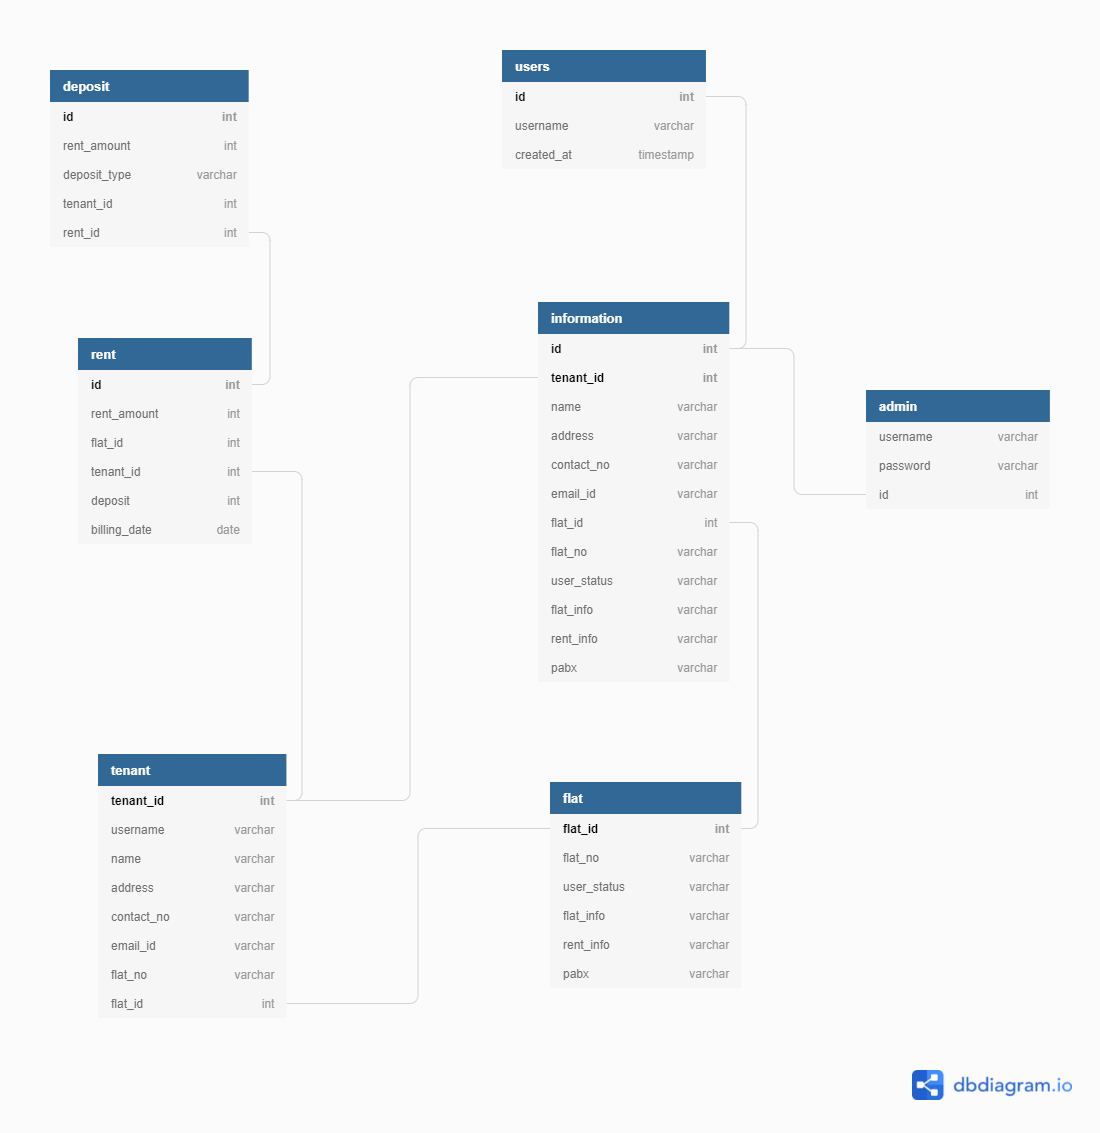 deposit
id int
rent_amount int
deposit_type varchar
tenant_id int
rent_id int
users
id int
username varchar
created_at timestamp
rent
id int
rent_amount int
flat_id int
tenant_id int
deposit int
billing_date date
information
id int
tenant_id int
name varchar
address varchar
contact_no varchar
email_id varchar
flat_id int
flat_no varchar
user_status varchar
flat_info varchar
rent_info varchar
pabx varchar
admin
username varchar
password varchar
id int
tenant
tenant_id int
username varchar
name varchar
address varchar
contact_no varchar
email_id varchar
flat_no varchar
flat_id int
flat
flat_id int
flat_no varchar
user_status varchar
flat_info varchar
rent_info varchar
pabx varchar
dbdiagram.io